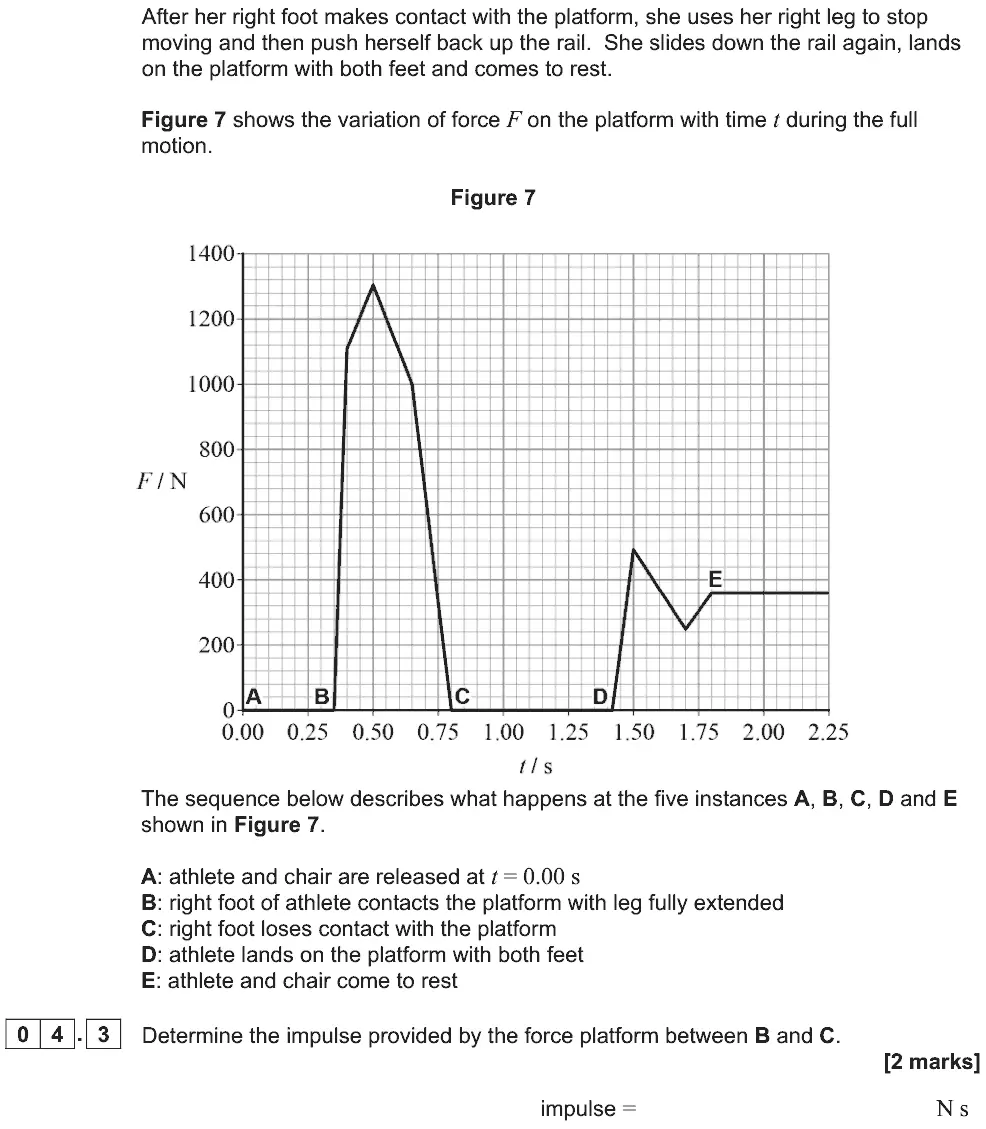 After her right foot makes contact with the platform, she uses her right leg to stop
moving and then push herself back up the rail. She slides down the rail again, lands
on the platform with both feet and comes to rest.
Figure 7 shows the variation of force F on the platform with time t during the full
motion.
Figure 7
1400
1200
1000
800
F / N
600
400
E
200
A B C D
0
0.00 0.25 0.50 0.75 1.00 1.25 1.50 1.75 2.00 2.25
t / s
The sequence below describes what happens at the five instances A, B, C, D and E
shown in Figure 7.
A: athlete and chair are released at t = 0.00 s
B: right foot of athlete contacts the platform with leg fully extended
C: right foot loses contact with the platform
D: athlete lands on the platform with both feet
E: athlete and chair come to rest
0 4 . 3 Determine the impulse provided by the force platform between B and C.
[2 marks]
impulse = N s